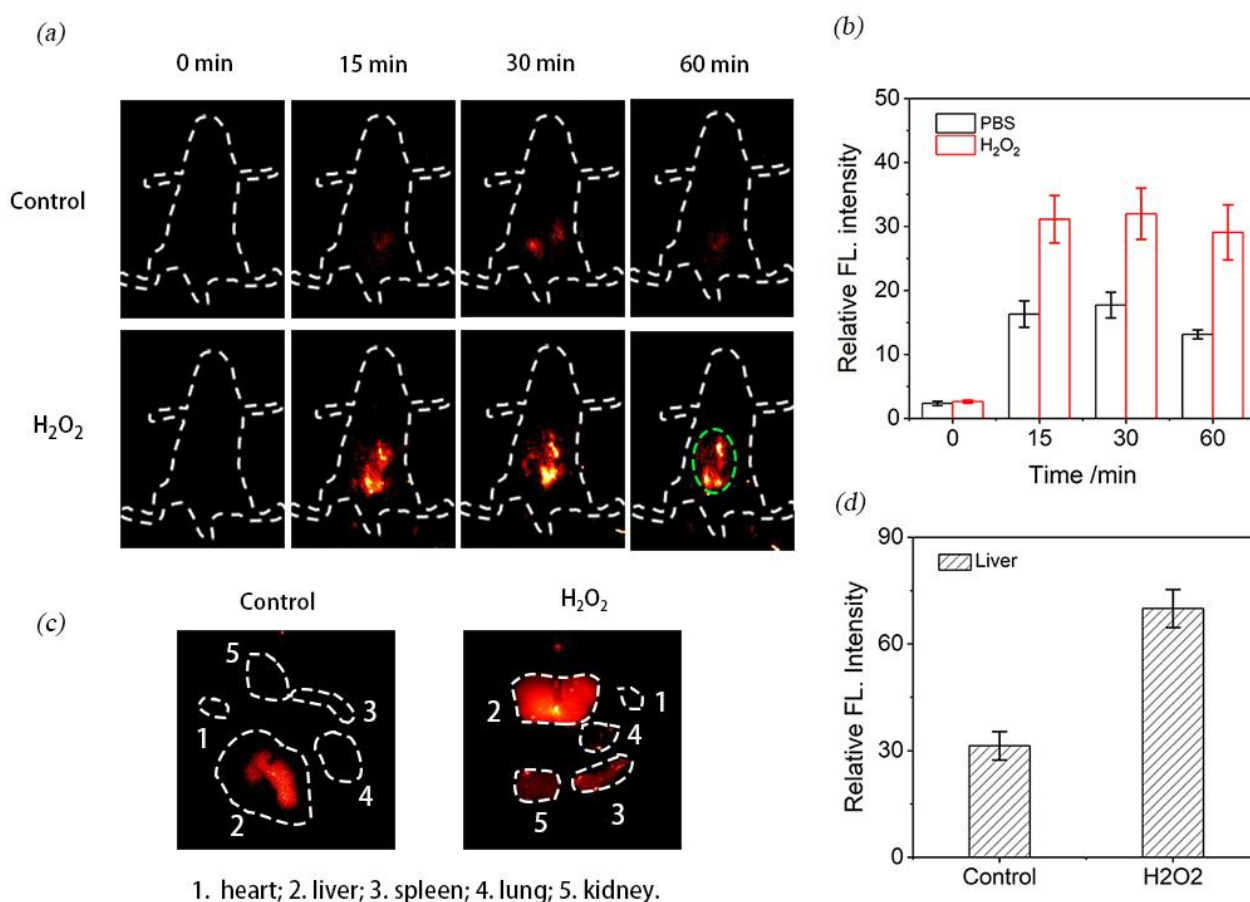 (a)
0 min 15 min 30 min 60 min
Control
H₂O₂
(b)
50
40
30
20
10
0
Relative FL. intensity
PBS
H₂O₂
0 15 30 60
Time /min
(c)
Control H₂O₂
5
1
3
2
4
2
1
4
5
3
1. heart; 2. liver; 3. spleen; 4. lung; 5. kidney.
(d)
90
60
30
0
Relative FL. Intensity
Liver
Control H2O2